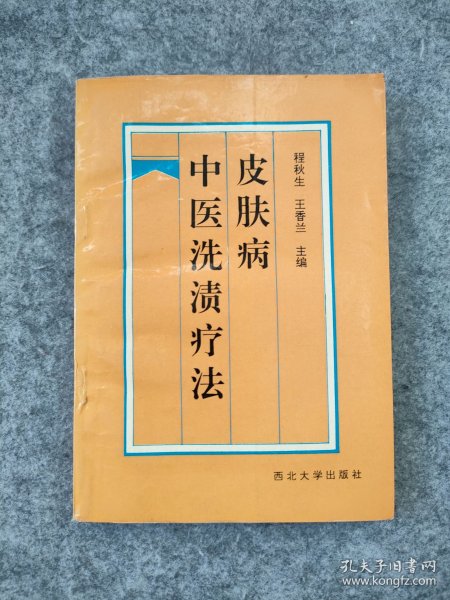 程秋生 王香兰 主编
皮肤病
中医洗渍疗法
西北大学出版社
孔夫子旧书网
www.kongfz.com